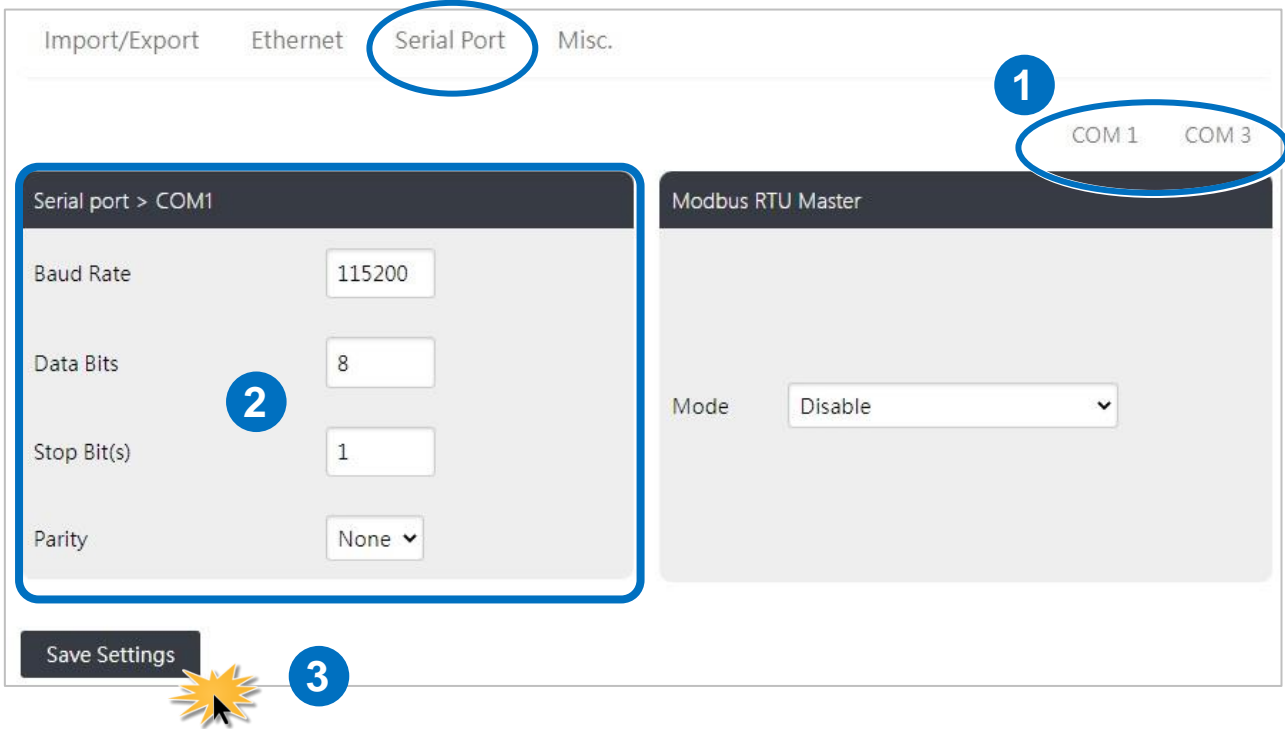 Import/Export Ethernet Serial Port Misc.
1
COM 1 COM 3
Serial port > COM1
Baud Rate 115200
Data Bits 8
2
Stop Bit(s) 1
Parity None
Modbus RTU Master
Mode Disable
Save Settings
3